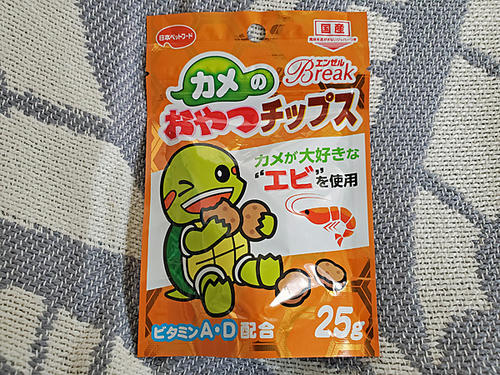 日本ペットフード
国産
エンゼル
Break
カメの
おやつチップス
カメが大好きな
“エビ”を使用
ビタミンA・D配合
25g